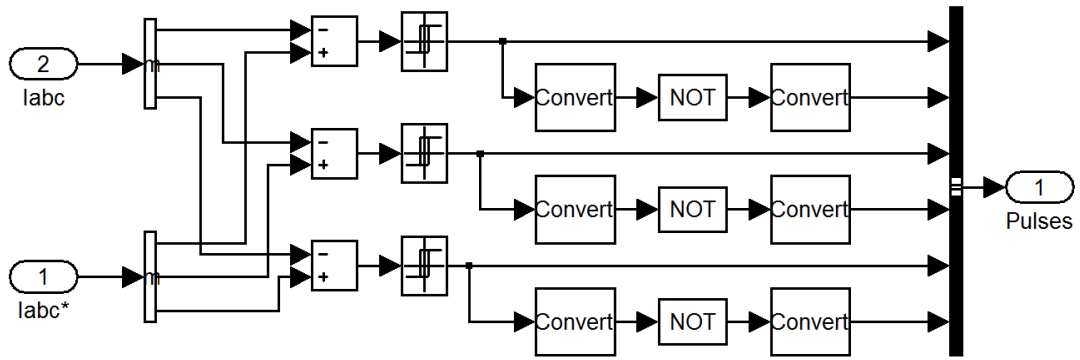 2
Iabc
m
−
+
Convert
NOT
Convert
−
+
Convert
NOT
Convert
1
Pulses
1
Iabc*
m
−
+
Convert
NOT
Convert